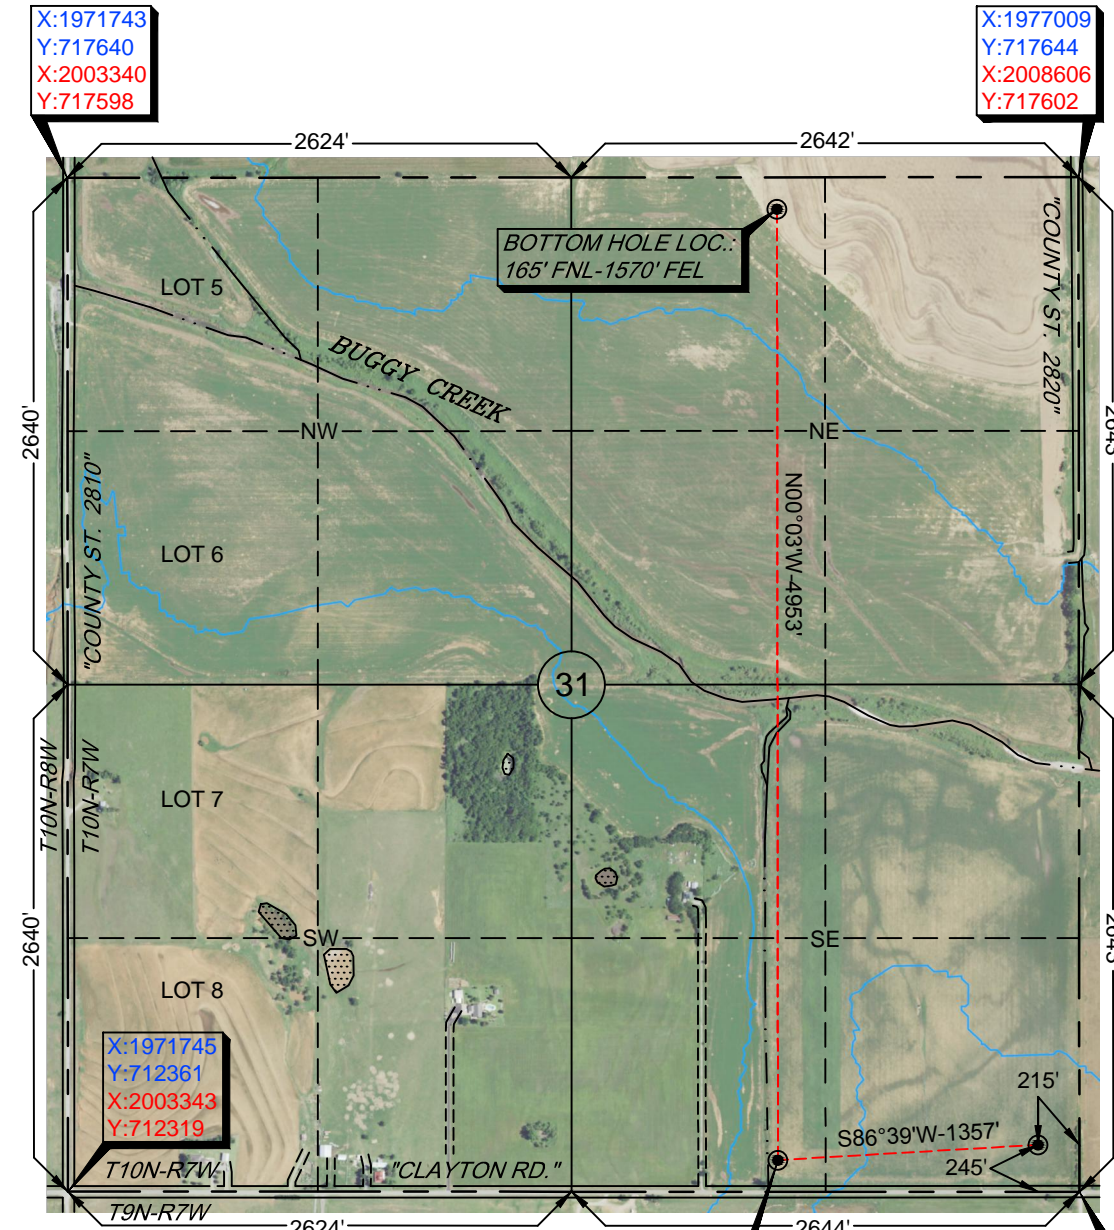 X:1971743
Y:717640
X:2003340
Y:717598
X:1977009
Y:717644
X:2008606
Y:717602
2624'
2642'
BOTTOM HOLE LOC.:
165' FNL-1570' FEL
"COUNTY ST. 2820"
LOT 5
BUGGY CREEK
2640'
NW
NE
2643'
"COUNTY ST. 2810"
LOT 6
N00°03'W-4953'
31
T10N-R8W
T10N-R7W
LOT 7
2640'
SW
SE
LOT 8
X:1971745
Y:712361
X:2003343
Y:712319
215'
S86°39'W-1357'
245'
T10N-R7W
"CLAYTON RD."
T9N-R7W
2624'
2644'